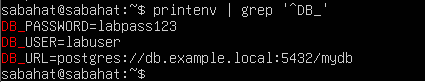 sabahat@sabahat:~$ printenv | grep '^DB_'
DB_PASSWORD=labpass123
DB_USER=labuser
DB_URL=postgres://db.example.local:5432/mydb
sabahat@sabahat:~$